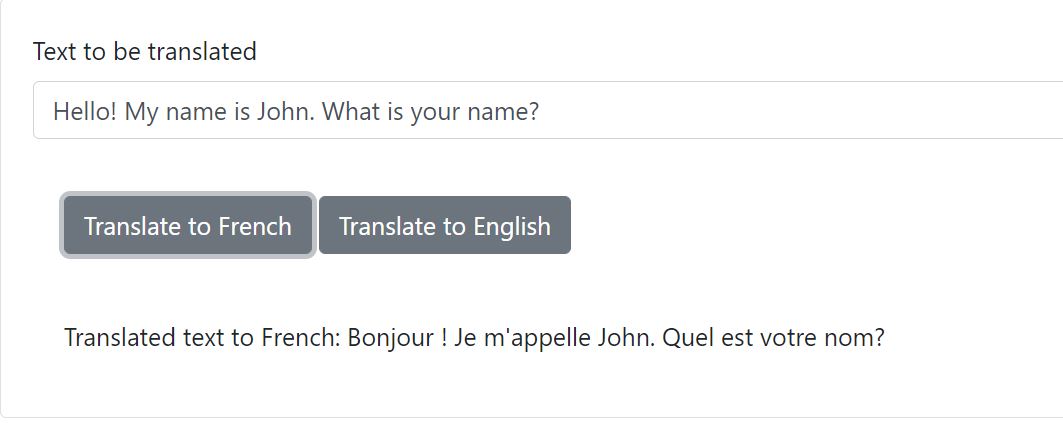 Text to be translated
Hello! My name is John. What is your name?
Translate to French Translate to English
Translated text to French: Bonjour ! Je m'appelle John. Quel est votre nom?